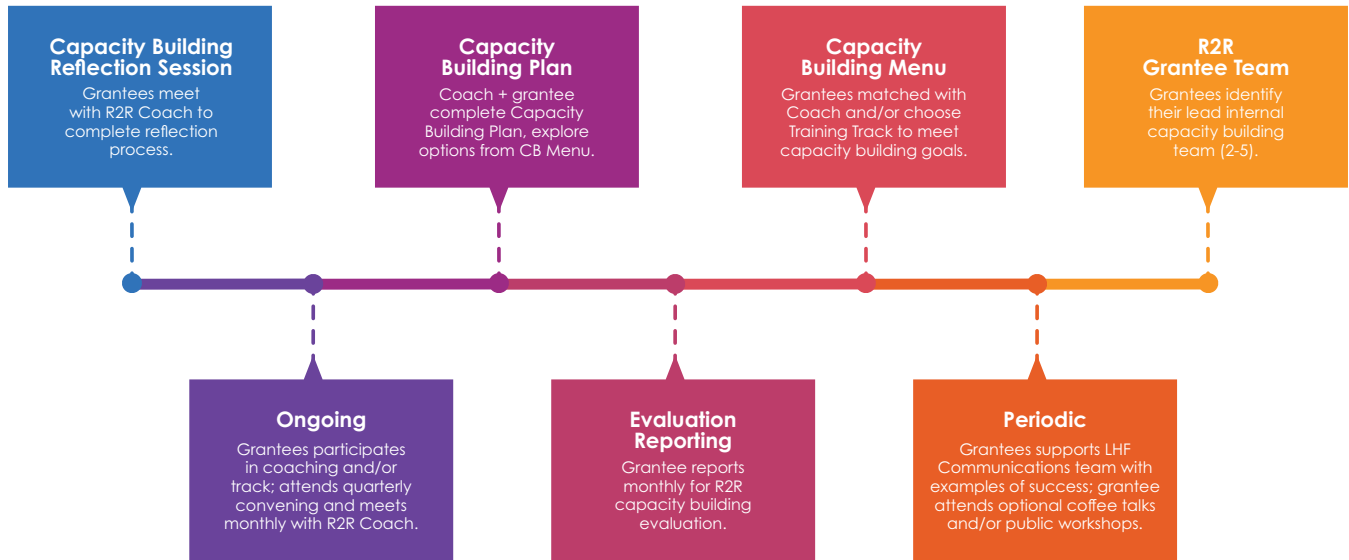 Capacity Building
Reflection Session
Grantees meet
with R2R Coach to
complete reflection
process.
Capacity
Building Plan
Coach + grantee
complete Capacity
Building Plan, explore
options from CB Menu.
Capacity
Building Menu
Grantees matched with
Coach and/or choose
Training Track to meet
capacity building goals.
R2R
Grantee Team
Grantees identify
their lead internal
capacity building
team (2-5).
Ongoing
Grantees participates
in coaching and/or
track; attends quarterly
convening and meets
monthly with R2R Coach.
Evaluation
Reporting
Grantee reports
monthly for R2R
capacity building
evaluation.
Periodic
Grantees supports LHF
Communications team with
examples of success; grantee
attends optional coffee talks
and/or public workshops.